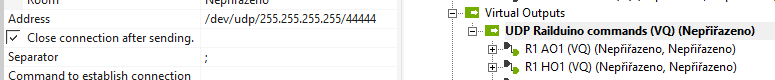 Room Nepřiřazeno
Address /dev/udp/255.255.255.255/44444
Close connection after sending.
Separator ;
Command to establish connection
Virtual Outputs
UDP Railduino commands (VQ) (Nepřiřazeno)
R1 AO1 (VQ) (Nepřiřazeno, Nepřiřazeno)
R1 HO1 (VQ) (Nepřiřazeno, Nepřiřazeno)